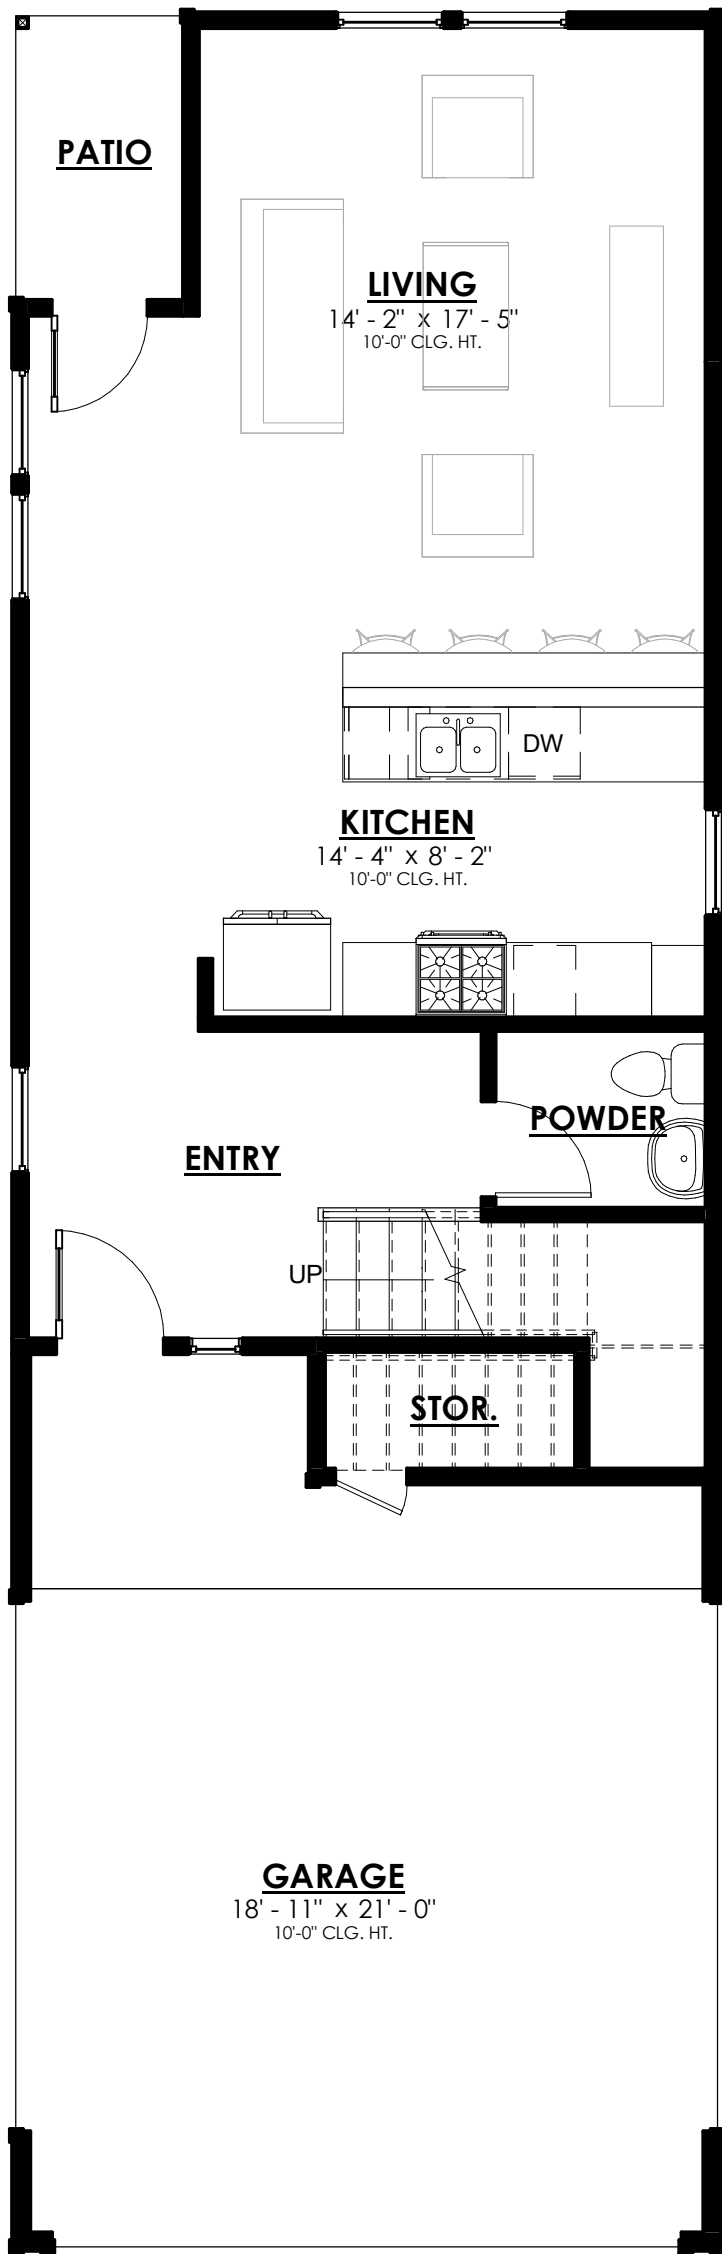 PATIO
LIVING
14' - 2" x 17' - 5"
10'-0" CLG. HT.
DW
KITCHEN
14' - 4" x 8' - 2"
10'-0" CLG. HT.
POWDER
ENTRY
UP
STOR.
GARAGE
18' - 11" x 21' - 0"
10'-0" CLG. HT.